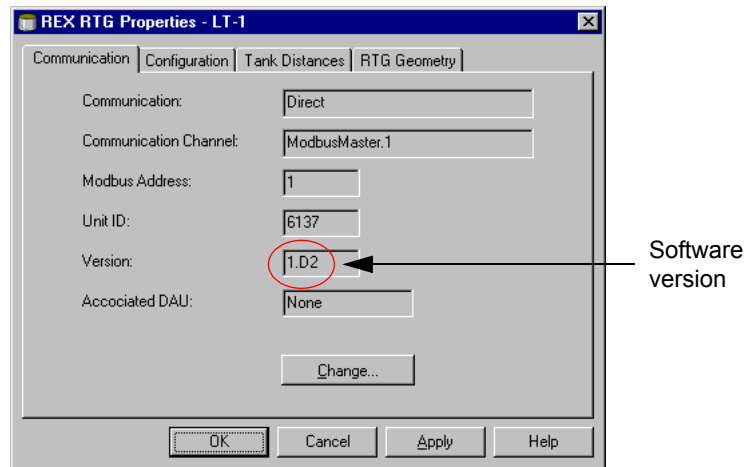 REX RTG Properties - LT-1
Communication Configuration Tank Distances RTG Geometry
Communication: Direct
Communication Channel: ModbusMaster.1
Modbus Address: 1
Unit ID: 6137
Version: 1.D2
Software
version
Accociated DAU: None
Change...
OK Cancel Apply Help